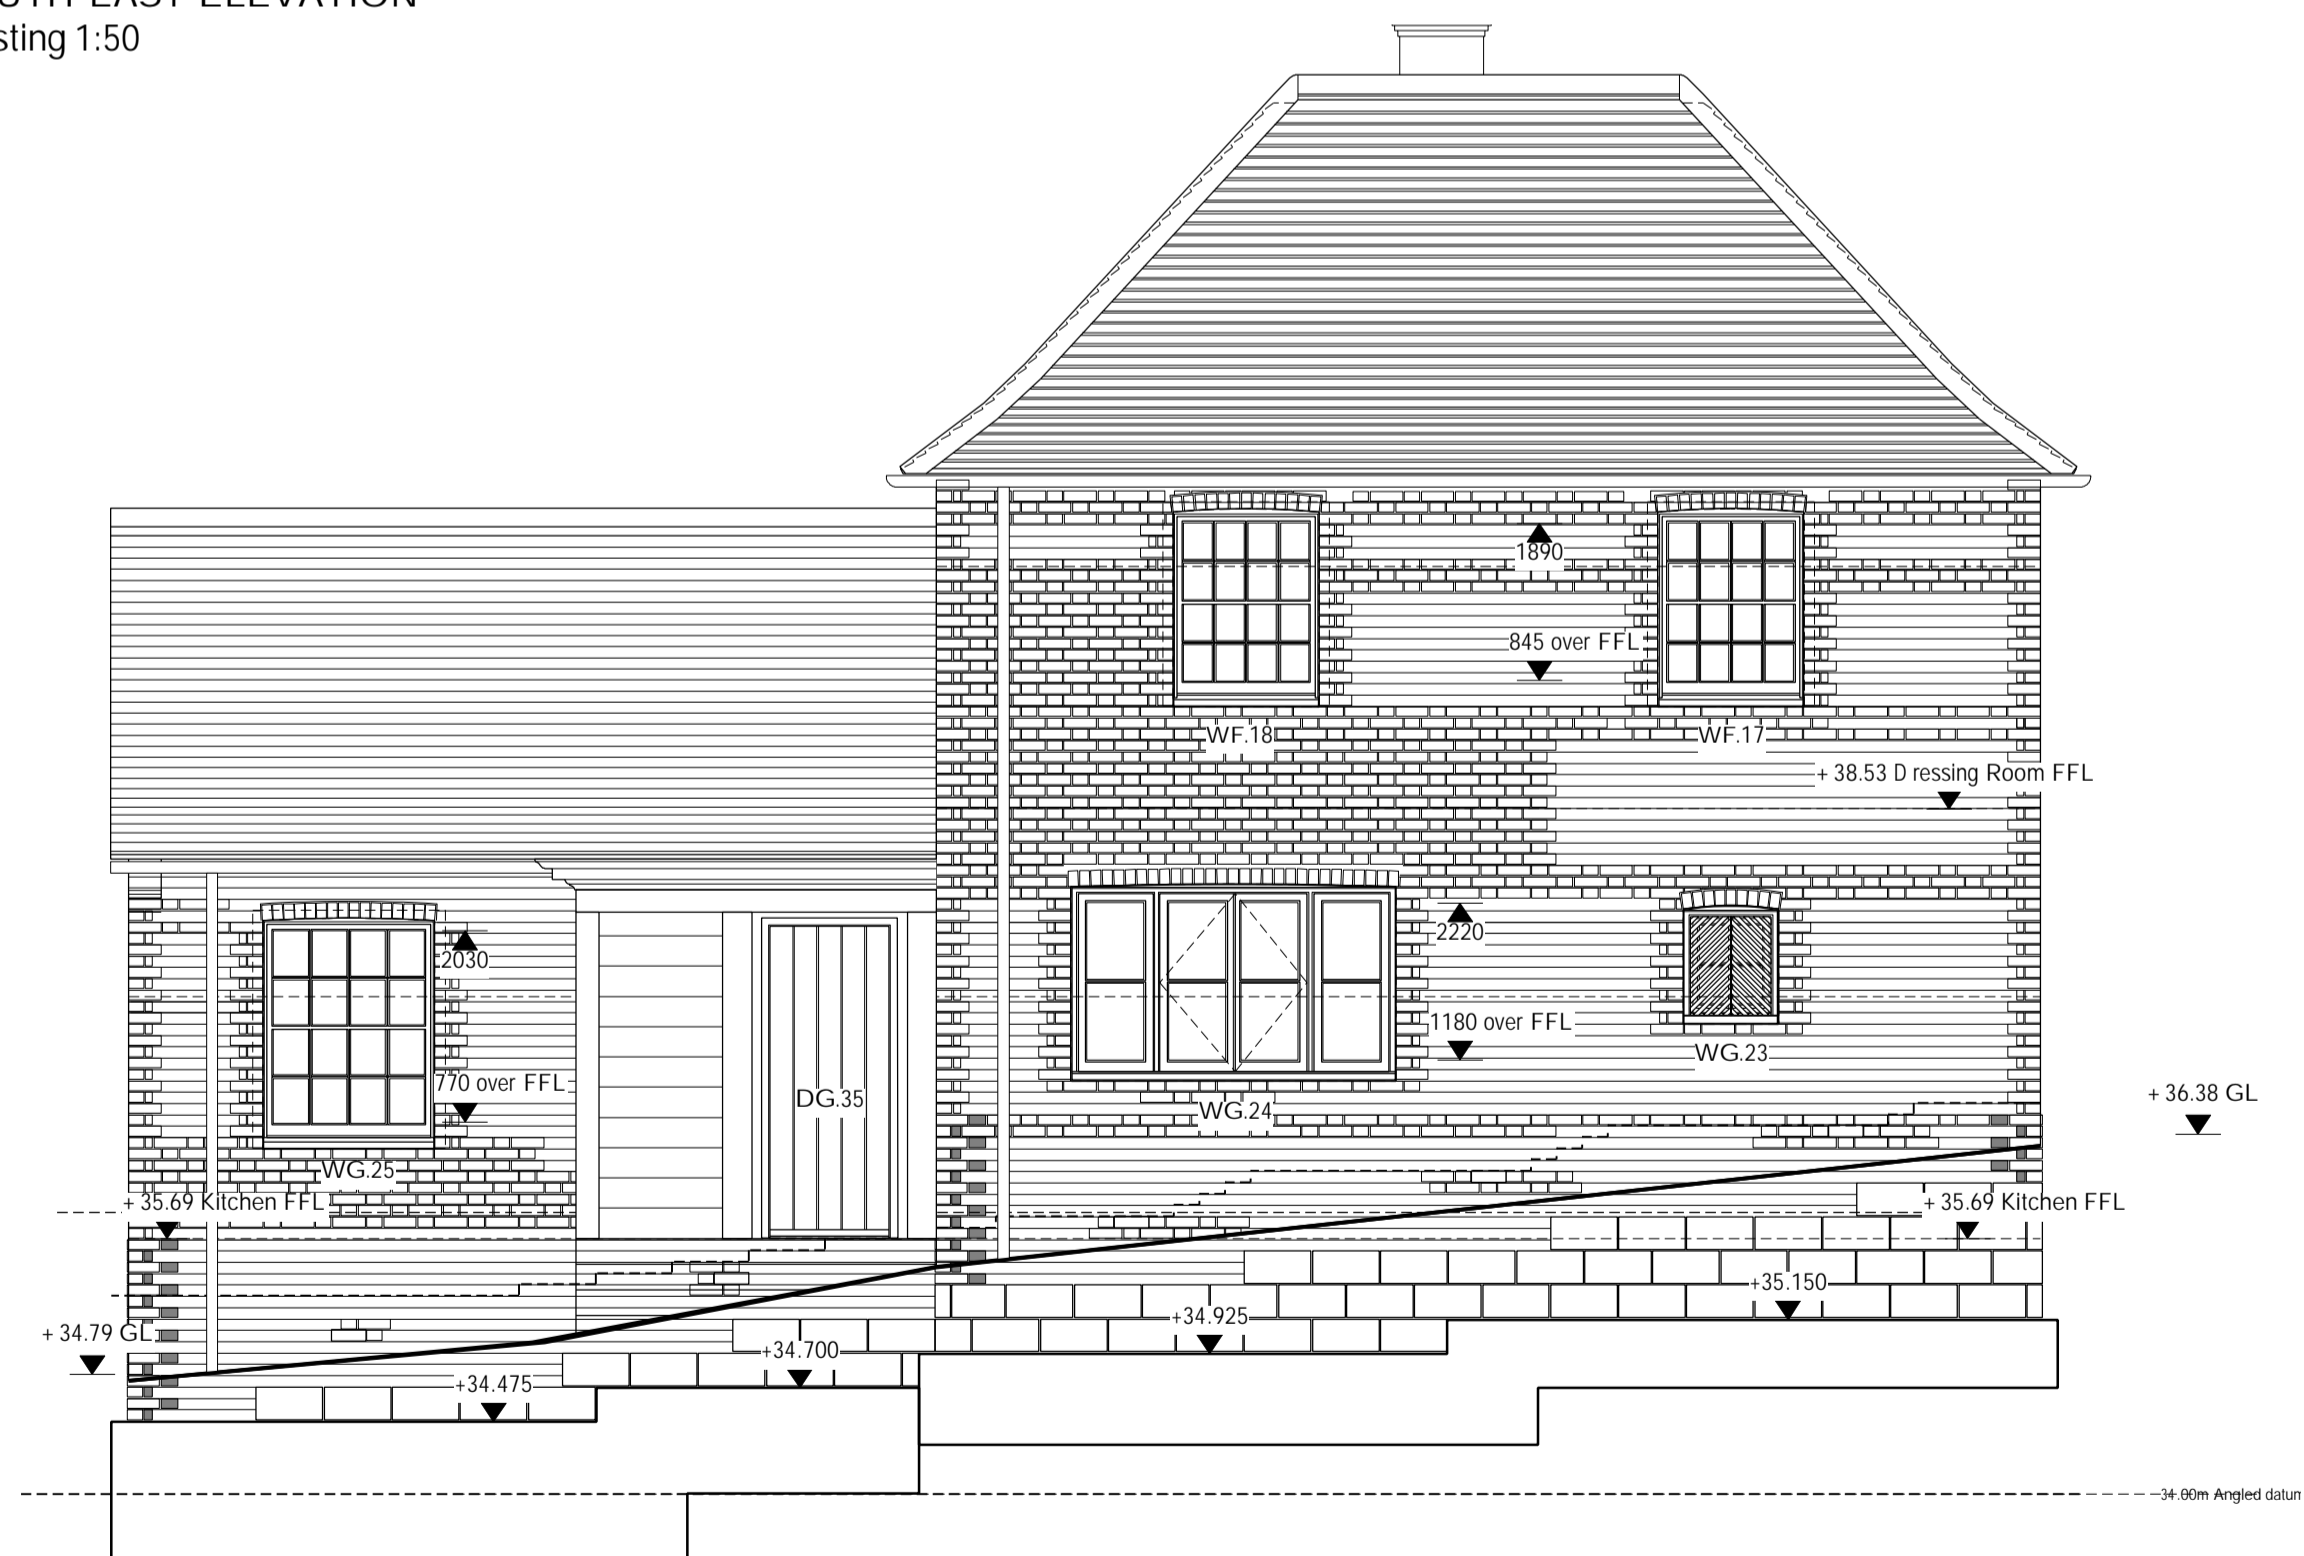 sting 1:50
1890
845 over FFL
WF.18
WF.17
+ 38.53 D ressing Room FFL
2030
2220
770 over FFL
1180 over FFL
WG.23
DG.35
WG.24
+ 36.38 GL
WG.25
+ 35.69 Kitchen FFL
+ 35.69 Kitchen FFL
+35.150
+34.925
+ 34.79 GL
+34.700
+34.475
34.00m Angled datum